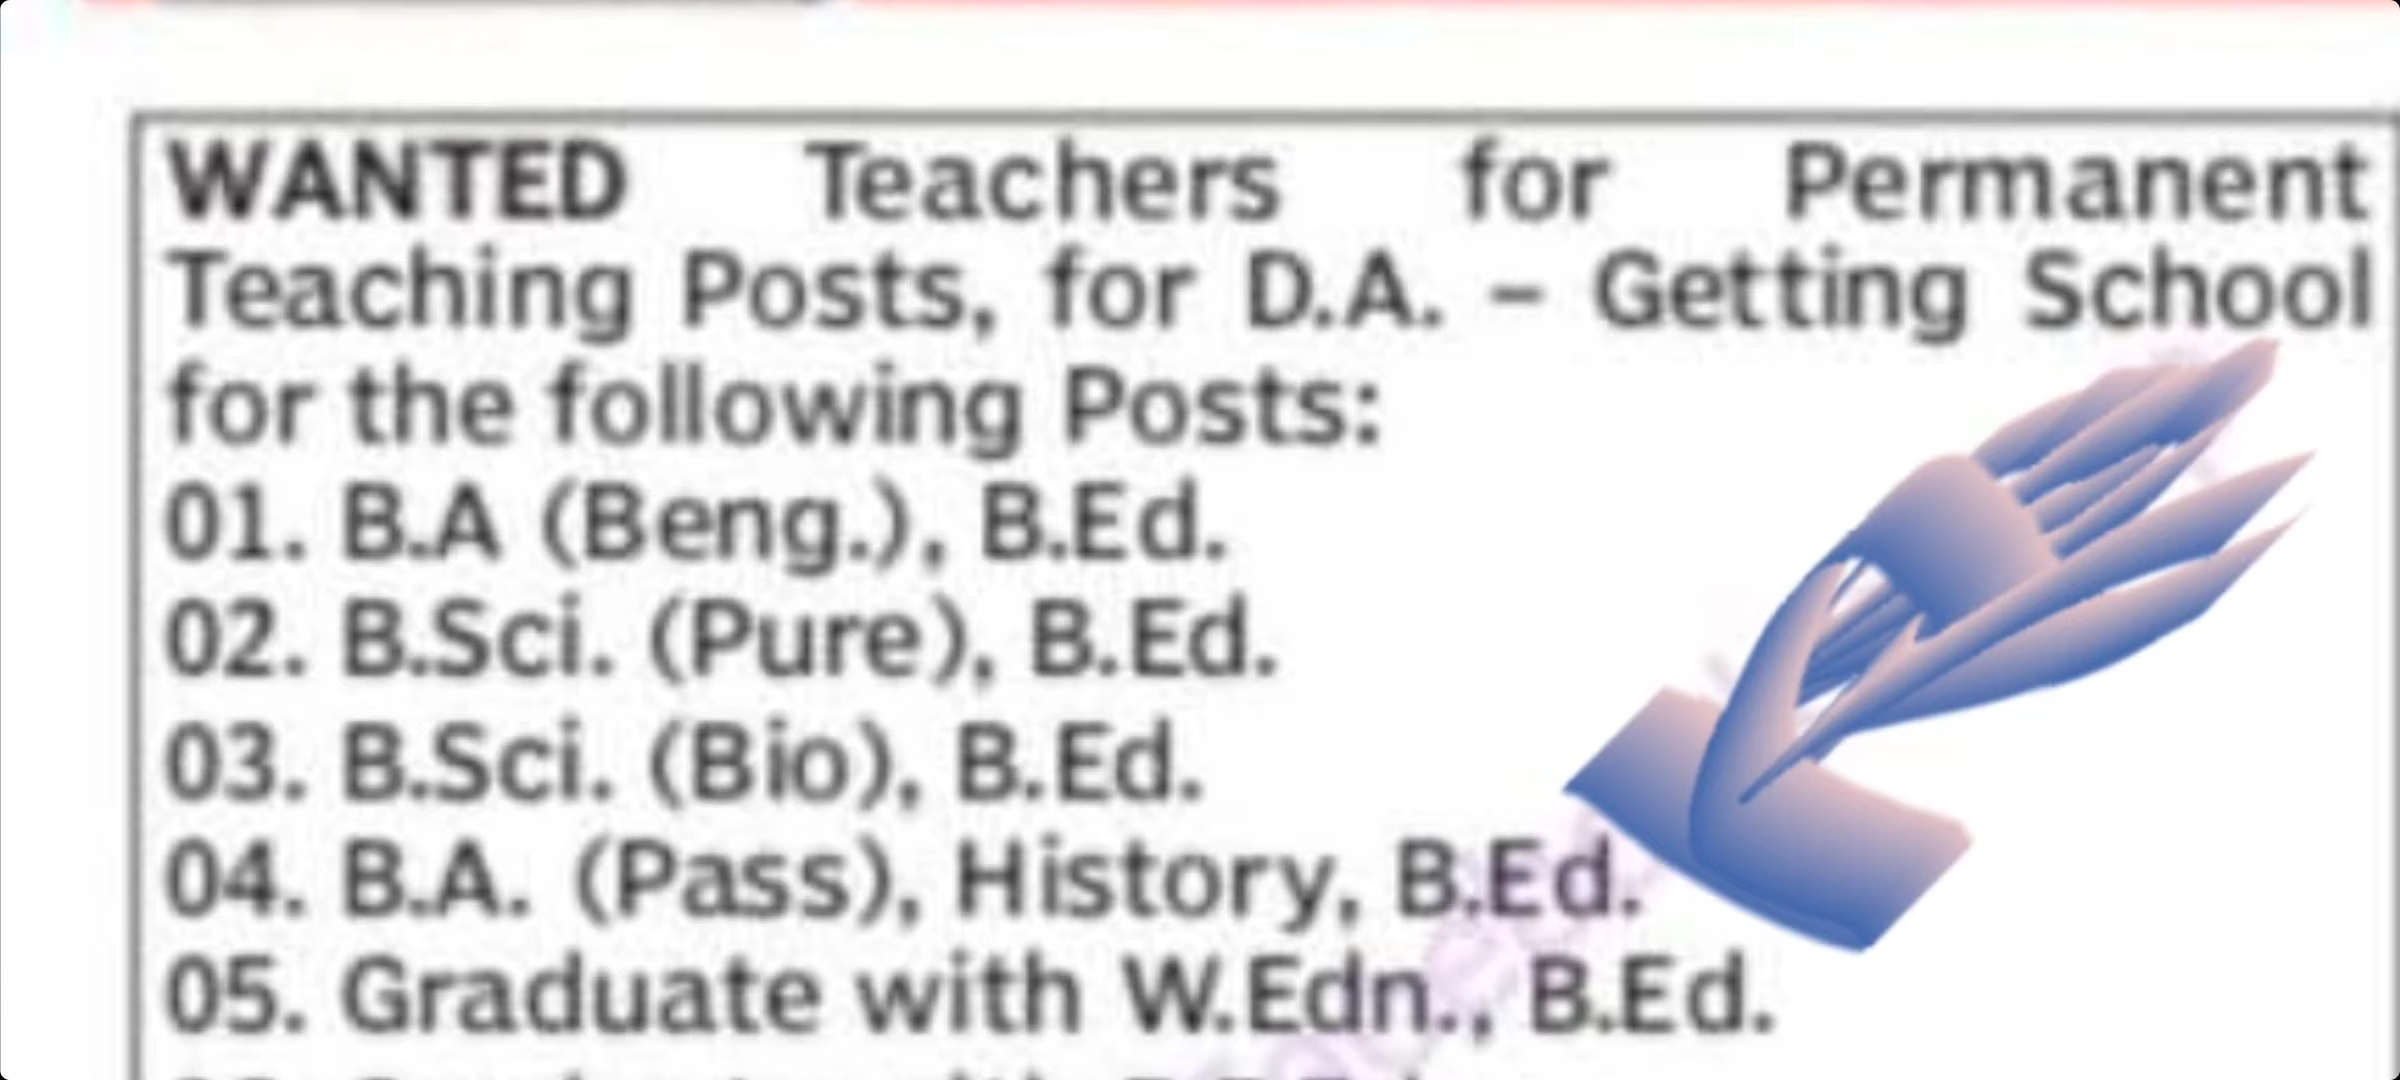 WANTED Teachers for Permanent
Teaching Posts, for D.A. – Getting School
for the following Posts:
01. B.A (Beng.), B.Ed.
02. B.Sci. (Pure), B.Ed.
03. B.Sci. (Bio), B.Ed.
04. B.A. (Pass), History, B.Ed.
05. Graduate with W.Edn., B.Ed.